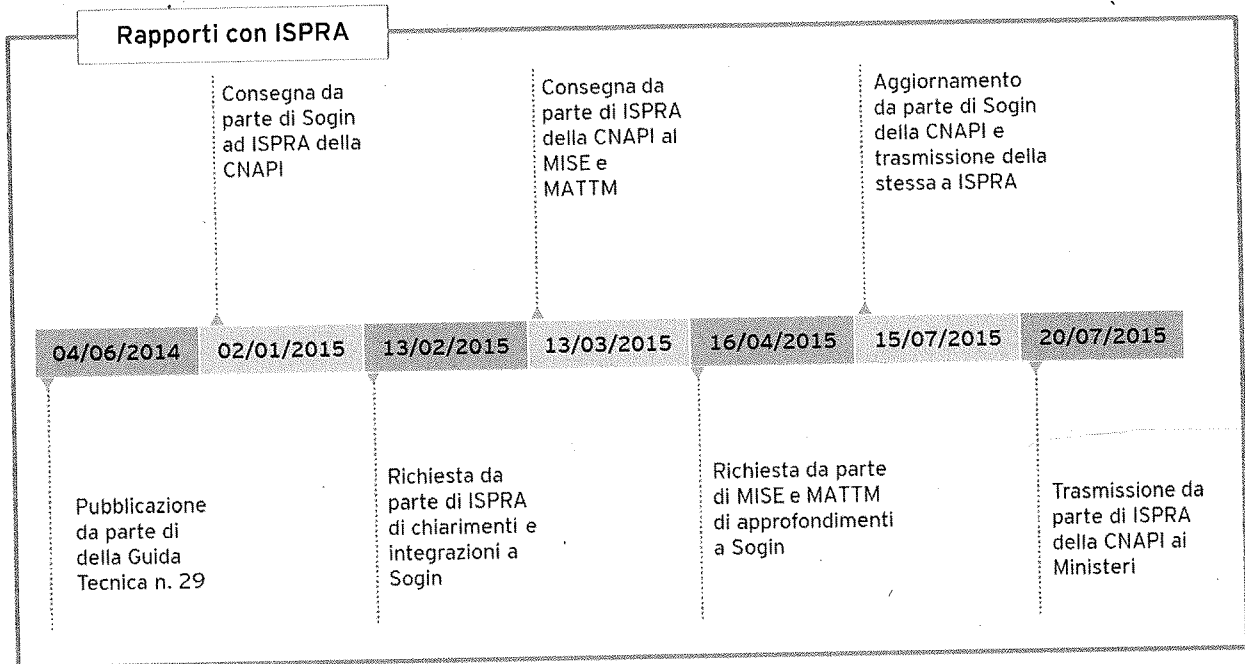 Rapporti con ISPRA
Consegna da
parte di Sogin
ad ISPRA della
CNAPI
Consegna da
parte di ISPRA
della CNAPI al
MISE e
MATTM
Aggiornamento
da parte di Sogin
della CNAPI e
trasmissione della
stessa a ISPRA
04/06/2014
02/01/2015
13/02/2015
13/03/2015
16/04/2015
15/07/2015
20/07/2015
Pubblicazione
da parte di
della Guida
Tecnica n. 29
Richiesta da
parte di ISPRA
di chiarimenti e
integrazioni a
Sogin
Richiesta da parte
di MISE e MATTM
di approfondimenti
a Sogin
Trasmissione da
parte di ISPRA
della CNAPI ai
Ministeri